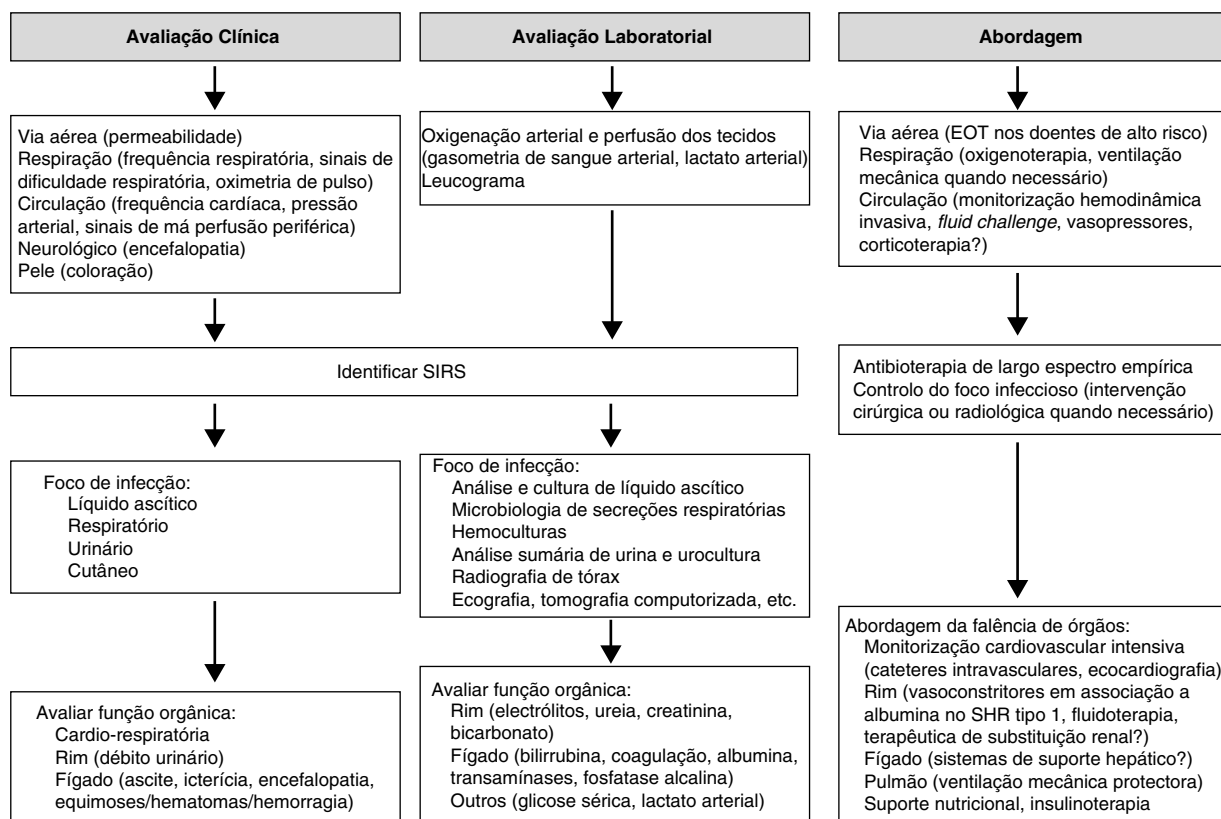 Avaliação Clínica
Via aérea (permeabilidade)
Respiração (frequência respiratória, sinais de
dificuldade respiratória, oximetria de pulso)
Circulação (frequência cardíaca, pressão
arterial, sinais de má perfusão periférica)
Neurológico (encefalopatia)
Pele (coloração)
Avaliação Laboratorial
Oxigenação arterial e perfusão dos tecidos
(gasometria de sangue arterial, lactato arterial)
Leucograma
Identificar SIRS
Foco de infecção:
Líquido ascítico
Respiratório
Urinário
Cutâneo
Avaliar função orgânica:
Cardio-respiratória
Rim (débito urinário)
Fígado (ascite, icterícia, encefalopatia,
equimoses/hematomas/hemorragia)
Foco de infecção:
Análise e cultura de líquido ascítico
Microbiologia de secreções respiratórias
Hemoculturas
Análise sumária de urina e urocultura
Radiografia de tórax
Ecografia, tomografia computorizada, etc.
Avaliar função orgânica:
Rim (electrólitos, ureia, creatinina,
bicarbonato)
Fígado (bilirrubina, coagulação, albumina,
transamínases, fosfatase alcalina)
Outros (glicose sérica, lactato arterial)
Abordagem
Via aérea (EOT nos doentes de alto risco)
Respiração (oxigenoterapia, ventilação
mecânica quando necessário)
Circulação (monitorização hemodinâmica
invasiva, fluid challenge, vasopressores,
corticoterapia?)
Antibioterapia de largo espectro empírica
Controlo do foco infeccioso (intervenção
cirúrgica ou radiológica quando necessário)
Abordagem da falência de órgãos:
Monitorização cardiovascular intensiva
(cateteres intravasculares, ecocardiografia)
Rim (vasoconstritores em associação a
albumina no SHR tipo 1, fluidoterapia,
terapêutica de substituição renal?)
Fígado (sistemas de suporte hepático?)
Pulmão (ventilação mecânica protectora)
Suporte nutricional, insulinoterapia